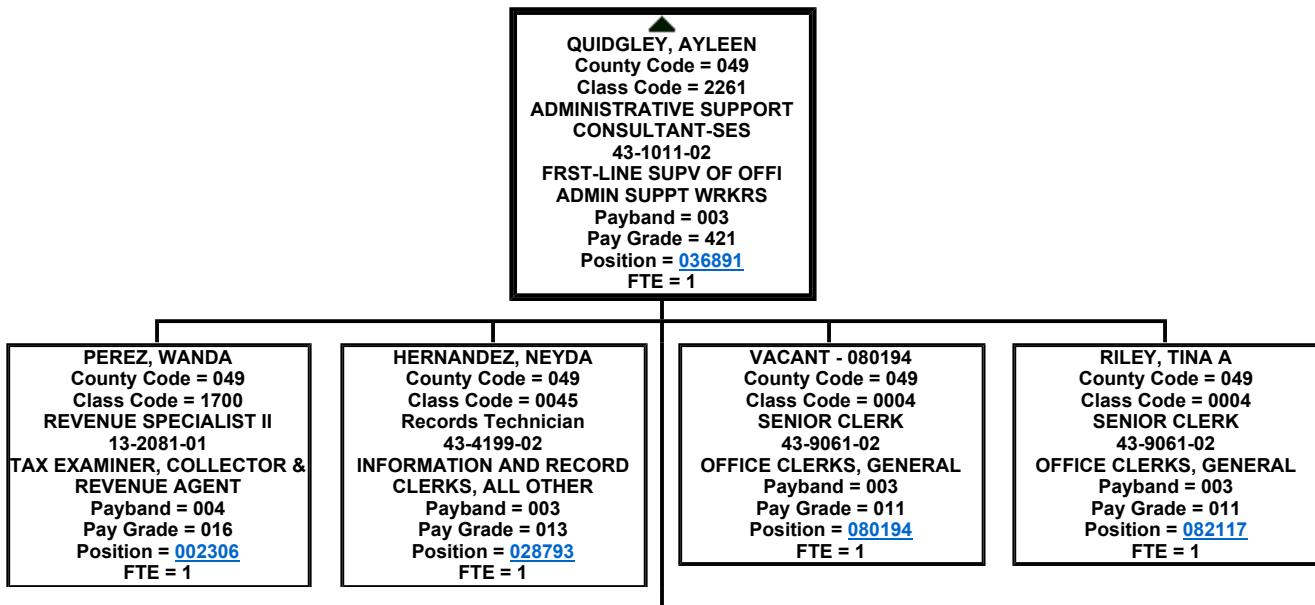 QUIDGLEY, AYLEEN
County Code = 049
Class Code = 2261
ADMINISTRATIVE SUPPORT
CONSULTANT-SES
43-1011-02
FRST-LINE SUPV OF OFFI
ADMIN SUPPT WRKRS
Payband = 003
Pay Grade = 421
Position = 036891
FTE = 1
PEREZ, WANDA
County Code = 049
Class Code = 1700
REVENUE SPECIALIST II
13-2081-01
TAX EXAMINER, COLLECTOR &
REVENUE AGENT
Payband = 004
Pay Grade = 016
Position = 002306
FTE = 1
HERNANDEZ, NEYDA
County Code = 049
Class Code = 0045
Records Technician
43-4199-02
INFORMATION AND RECORD
CLERKS, ALL OTHER
Payband = 003
Pay Grade = 013
Position = 028793
FTE = 1
VACANT - 080194
County Code = 049
Class Code = 0004
SENIOR CLERK
43-9061-02
OFFICE CLERKS, GENERAL
Payband = 003
Pay Grade = 011
Position = 080194
FTE = 1
RILEY, TINA A
County Code = 049
Class Code = 0004
SENIOR CLERK
43-9061-02
OFFICE CLERKS, GENERAL
Payband = 003
Pay Grade = 011
Position = 082117
FTE = 1